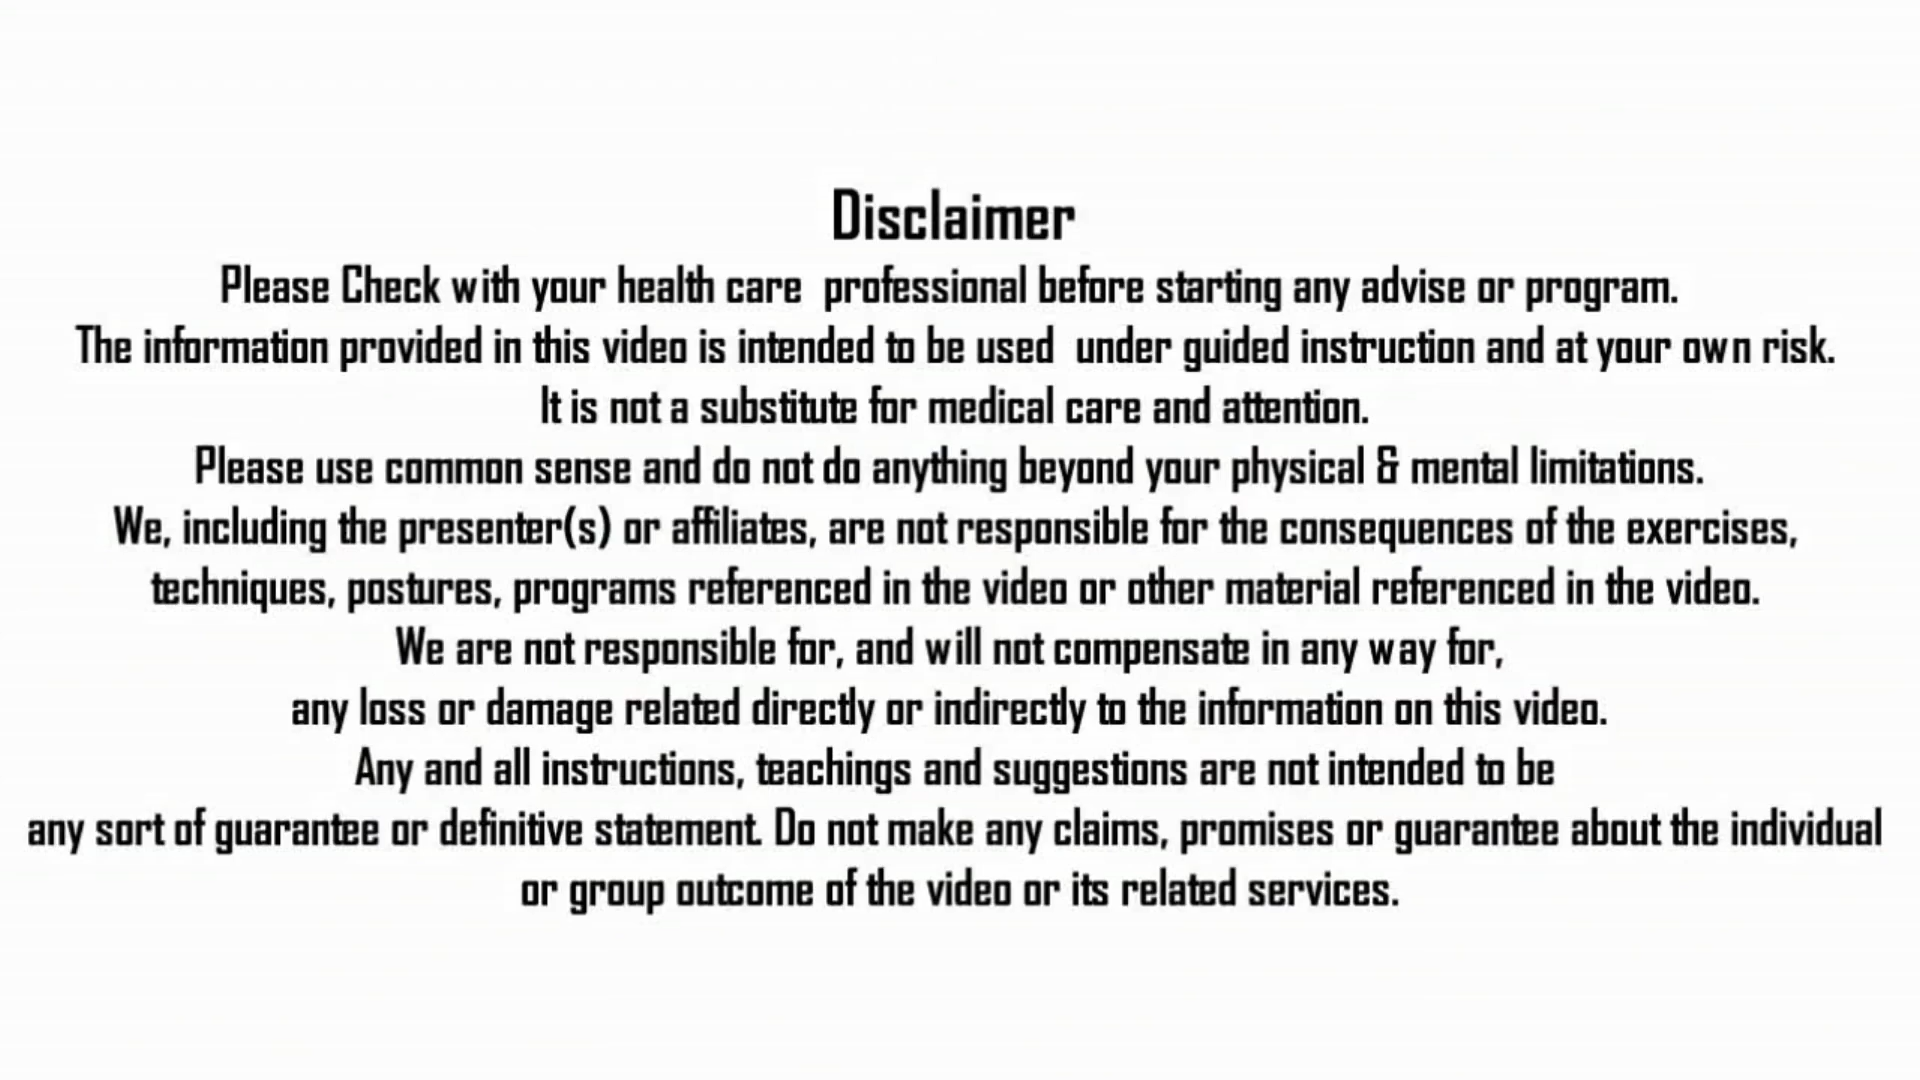 Disclaimer
Please Check with your health care professional before starting any advise or program.
The information provided in this video is intended to be used under guided instruction and at your own risk.
It is not a substitute for medical care and attention.
Please use common sense and do not do anything beyond your physical & mental limitations.
We, including the presenter(s) or affiliates, are not responsible for the consequences of the exercises,
techniques, postures, programs referenced in the video or other material referenced in the video.
We are not responsible for, and will not compensate in any way for,
any loss or damage related directly or indirectly to the information on this video.
Any and all instructions, teachings and suggestions are not intended to be
any sort of guarantee or definitive statement. Do not make any claims, promises or guarantee about the individual
or group outcome of the video or its related services.